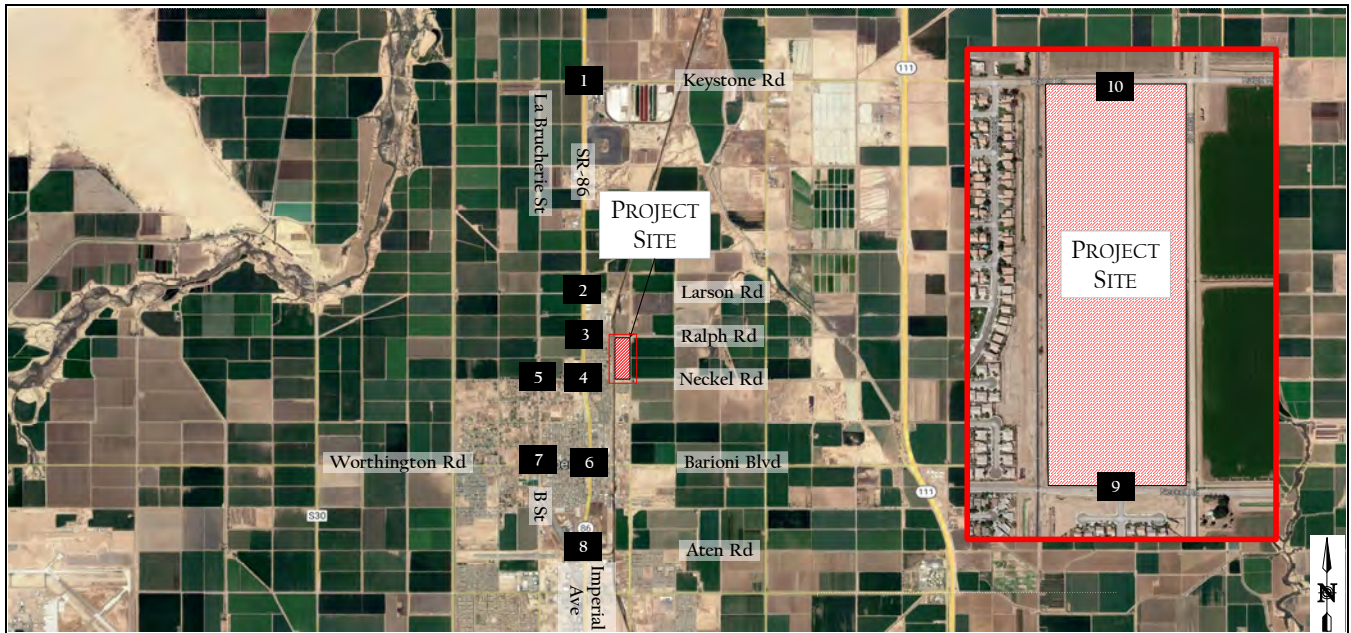 1
Keystone Rd
111
La Brucherie St
SR-86
PROJECT
SITE
2
Larson Rd
3
Ralph Rd
5
4
Neckel Rd
Worthington Rd
7
6
Barioni Blvd
B St
S30
111
86
8
Aten Rd
Imperial
Ave
10
PROJECT
SITE
9
N